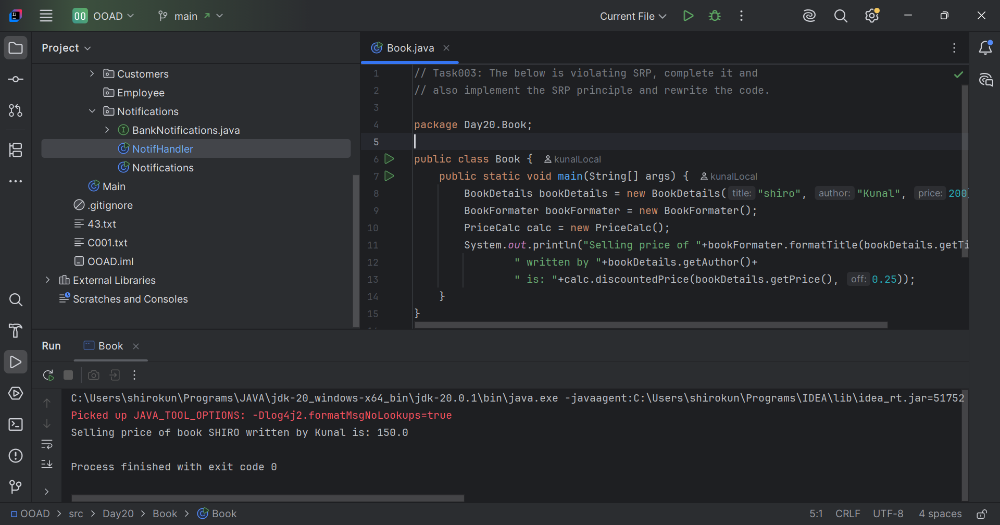 OO OOAD main Current File
Project
Book.java
Customers
Employee
Notifications
BankNotifications.java
NotifHandler
Notifications
Main
.gitignore
43.txt
C001.txt
OOAD.iml
External Libraries
Scratches and Consoles
1 // Task003: The below is violating SRP, complete it and
2 // also implement the SRP principle and rewrite the code.
3
4 package Day20.Book;
5
6 public class Book { kunalLocal
7 public static void main(String[] args) { kunalLocal
8 BookDetails bookDetails = new BookDetails( title: "shiro", author: "Kunal", price: 200
9 BookFormater bookFormater = new BookFormater();
10 PriceCalc calc = new PriceCalc();
11 System.out.println("Selling price of "+bookFormater.formatTitle(bookDetails.getTi
12 " written by "+bookDetails.getAuthor()+
13 " is: "+calc.discountedPrice(bookDetails.getPrice(), off: 0.25));
14 }
15 }
Run Book
C:\Users\shirokun\Programs\JAVA\jdk-20_windows-x64_bin\jdk-20.0.1\bin\java.exe -javaagent:C:\Users\shirokun\Programs\IDEA\lib\idea_rt.jar=51752
Picked up JAVA_TOOL_OPTIONS: -Dlog4j2.formatMsgNoLookups=true
Selling price of book SHIRO written by Kunal is: 150.0
Process finished with exit code 0
OOAD > src > Day20 > Book > Book 5:1 CRLF UTF-8 4 spaces